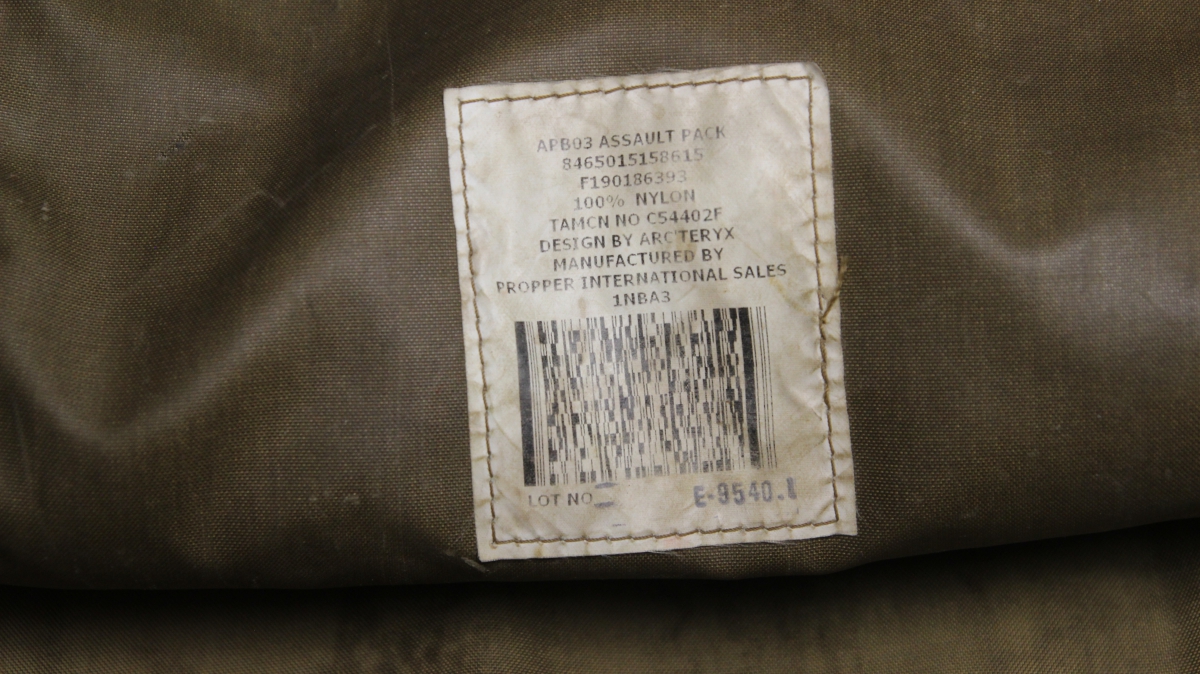 APB03 ASSAULT PACK
8465015158615
F190186393
100% NYLON
TAMCN NO C54402F
DESIGN BY ARC'TERYX
MANUFACTURED BY
PROPPER INTERNATIONAL SALES
1NBA3
LOT NO E-9540.1